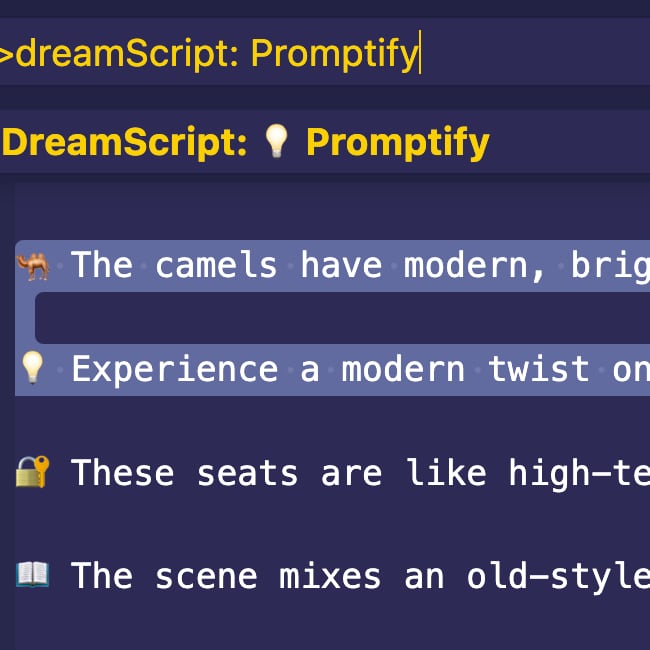 >dreamScript: Promptify
DreamScript: 💡 Promptify
🐫 The camels have modern, brig
💡 Experience a modern twist on
🔐 These seats are like high-te
📖 The scene mixes an old-style